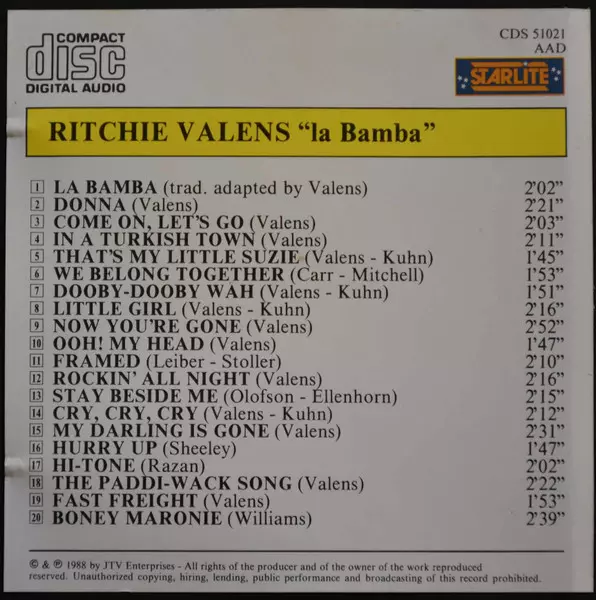 COMPACT
disc
DIGITAL AUDIO
CDS 51021
AAD
STARLITE
RITCHIE VALENS “la Bamba”
1 LA BAMBA (trad. adapted by Valens) 2'02”
2 DONNA (Valens) 2'21”
3 COME ON, LET'S GO (Valens) 2'03”
4 IN A TURKISH TOWN (Valens) 2'11”
5 THAT'S MY LITTLE SUZIE (Valens - Kuhn) 1'45”
6 WE BELONG TOGETHER (Carr - Mitchell) 1'53”
7 DOOBY-DOOBY WAH (Valens - Kuhn) 1'51”
8 LITTLE GIRL (Valens - Kuhn) 2'16”
9 NOW YOU'RE GONE (Valens) 2'52”
10 OOH! MY HEAD (Valens) 1'47”
11 FRAMED (Leiber - Stoller) 2'10”
12 ROCKIN' ALL NIGHT (Valens) 2'16”
13 STAY BESIDE ME (Olofson - Ellenhorn) 2'15”
14 CRY, CRY, CRY (Valens - Kuhn) 2'12”
15 MY DARLING IS GONE (Valens) 2'31”
16 HURRY UP (Sheeley) 1'47”
17 HI-TONE (Razan) 2'02”
18 THE PADDI-WACK SONG (Valens) 2'22”
19 FAST FREIGHT (Valens) 1'53”
20 BONEY MARONIE (Williams) 2'39”
© & ℗ 1988 by JTV Enterprises - All rights of the producer and of the owner of the work reproduced
reserved. Unauthorized copying, hiring, lending, public performance and broadcasting of this record prohibited.